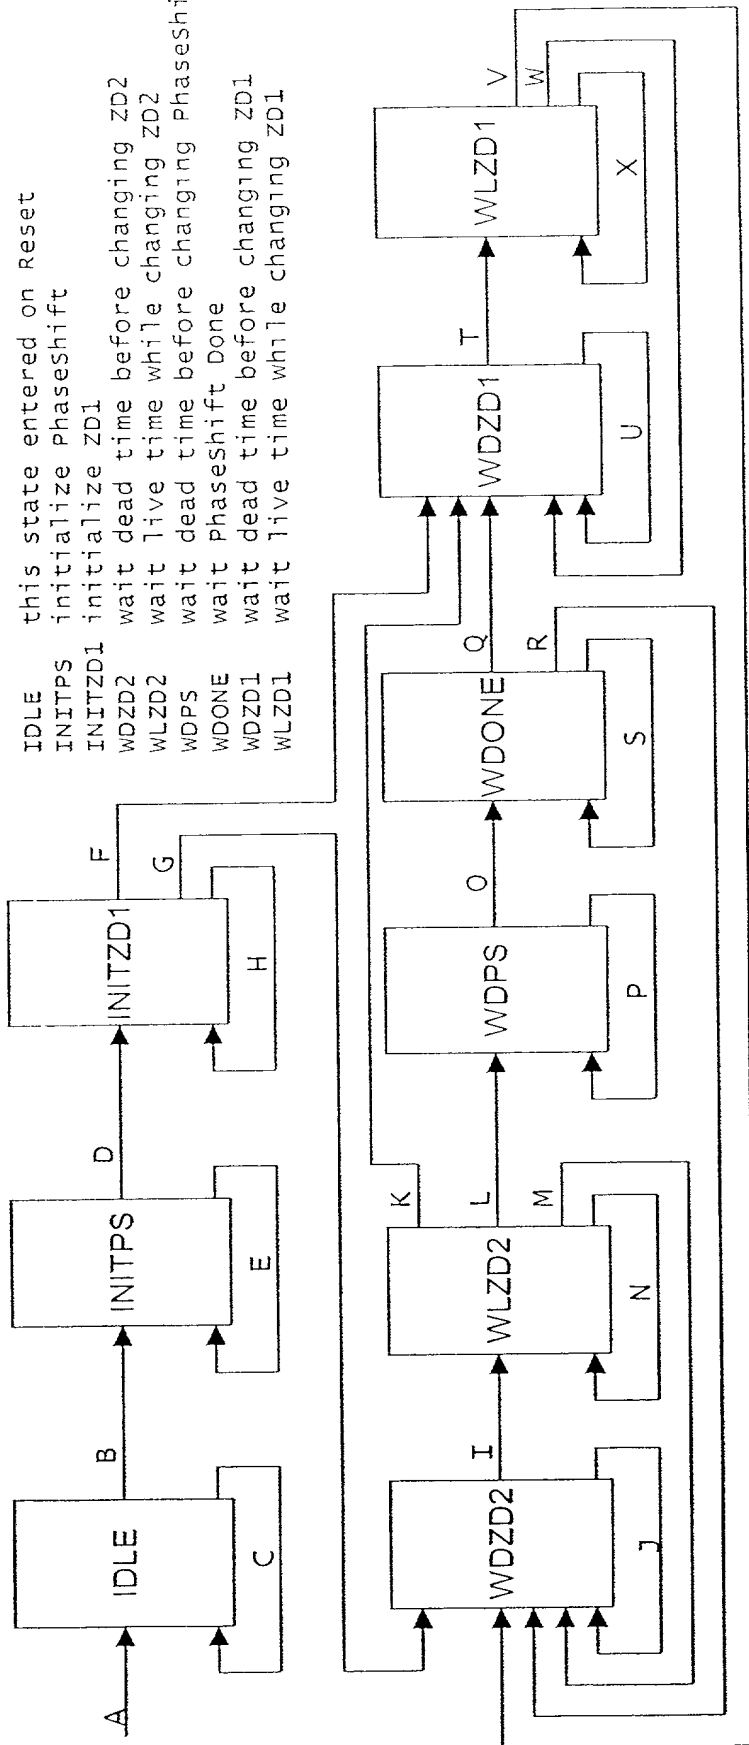 IDLE this state entered on Reset
INITPS initialize Phaseshift
INITZD1 initialize ZD1
WDZD2 wait dead time before changing ZD2
WLZD2 wait live time while changing ZD2
WDPS wait dead time before changing Phaseshi
WDONE wait Phaseshift Done
WDZD1 wait dead time before changing ZD1
WLZD1 wait live time while changing ZD1
A
IDLE
B
C
INITPS
D
E
INITZD1
F
G
H
WDZD2
I
J
WLZD2
K
L
M
N
WDPS
O
P
WDONE
Q
R
S
WDZD1
T
U
WLZD1
V
W
X